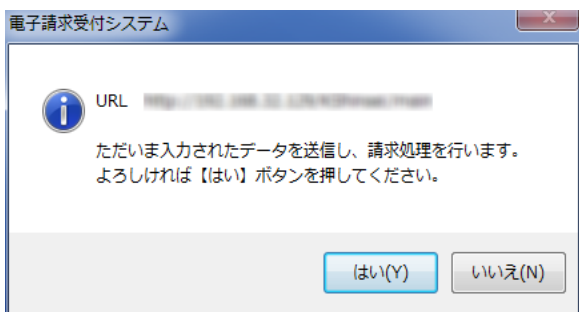 電子請求受付システム
URL
ただいま入力されたデータを送信し、請求処理を行います。
よろしければ【はい】ボタンを押してください。
はい(Y)
いいえ(N)